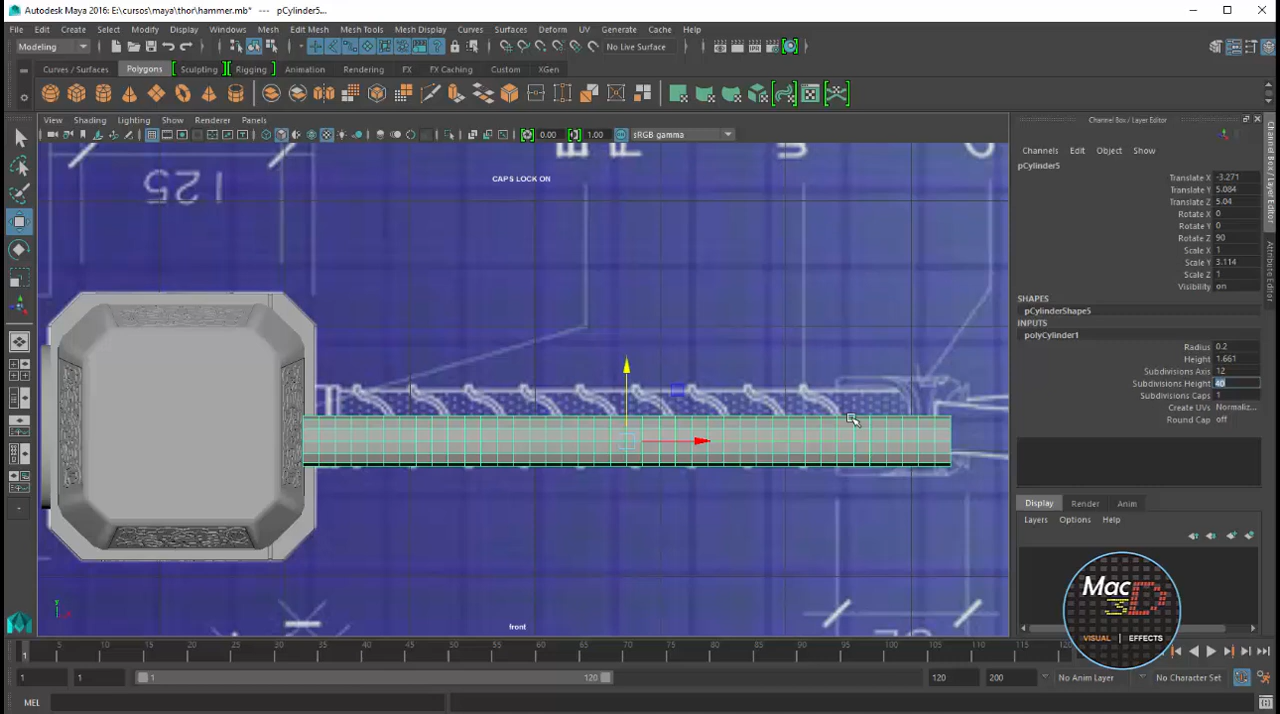 Autodesk Maya 2016: E:\cursos\maya\thor\hammer.mb* --- pCylinder5...
File Edit Create Select Modify Display Windows Mesh Edit Mesh Mesh Tools Mesh Display Curves Surfaces Deform UV Generate Cache Help
Modeling No Live Surface
Curves / Surfaces Polygons Sculpting Rigging Animation Rendering FX FX Caching Custom XGen
View Shading Lighting Show Renderer Panels
0.00 1.00 sRGB gamma
Channel Box / Layer Editor
Channels Edit Object Show
pCylinder5
Translate X -3.271
Translate Y 5.084
Translate Z 5.04
Rotate X 0
Rotate Y 0
Rotate Z 90
Scale X 1
Scale Y 3.114
Scale Z 1
Visibility on
SHAPES
pCylinderShape5
INPUTS
polyCylinder1
Radius 0.2
Height 1.661
Subdivisions Axis 12
Subdivisions Height 40
Subdivisions Caps 1
Create UVs Normaliz...
Round Cap off
Channel Box / Layer Editor
Attribute Editor
CAPS LOCK ON
125
front
Display Render Anim
Layers Options Help
MacD
VISUAL | EFFECTS
5 10 15 20 25 30 35 40 45 50 55 60 65 70 75 80 85 90 95 100 105 110 115 120
1
1 1 1 120 120 200 No Anim Layer No Character Set
MEL